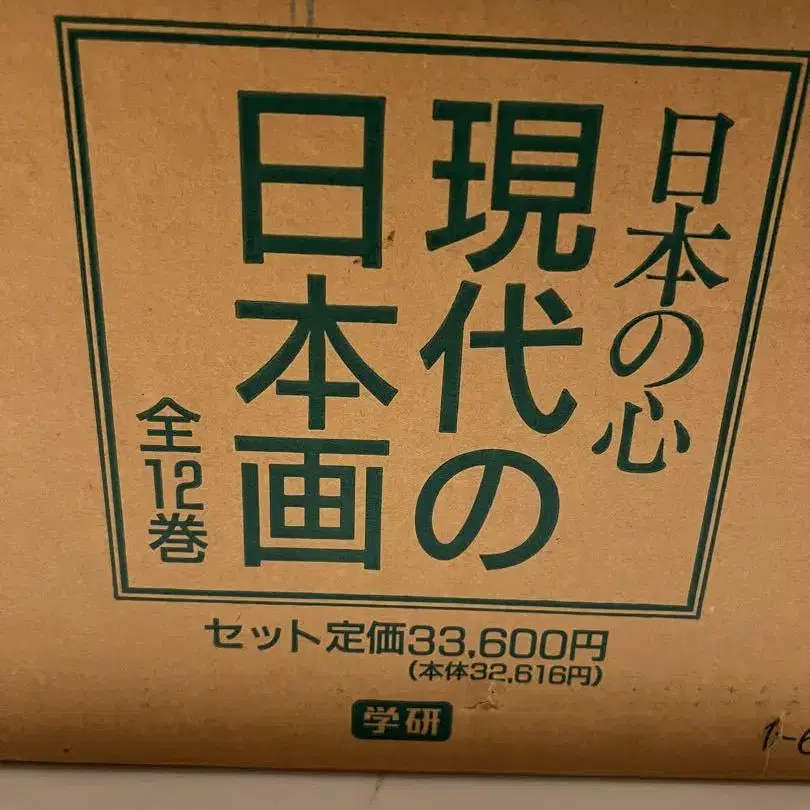 日本の心
現代の
日本画
全12巻
セット定価33,600円
(本体32,616円)
学研